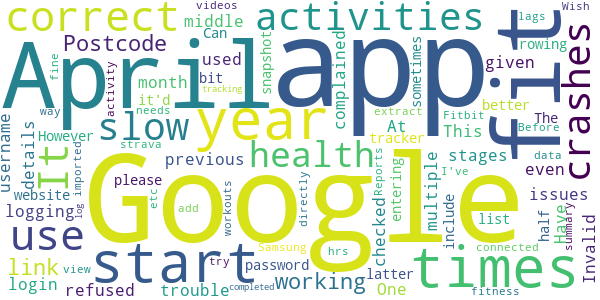 videos
Wish
correct
middle
activities
lags
Can
rowing
Postcode
used
snapshot
sometimes
fine
April
app
fit
bit
month
activity
complained
given
crashes
way
it'd
needs
tracking
better
However
slow
year
At
The
extract
Fitbit
Before
This
tracker
username
details
It
strava
previous
health
stages
data
even
imported
please
Google
checked
Reports
entering
multiple
I've
website
etc
workouts
add
directly
include
list
issues
half
Have
summary
Invalid
logging
log
use
start
Samsung
hrs
times
connected
link
view
try
password
working
latter
login
refused
trouble
completed
One
fitness